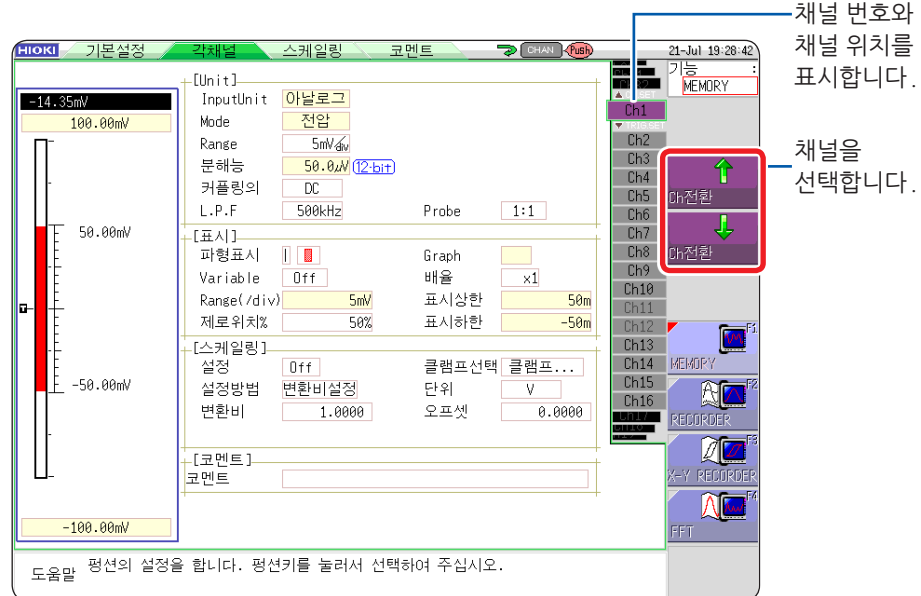 채널 번호와
채널 위치를
표시합니다.
HIOKI 기본설정 각채널 스케일링 코멘트 CHAN Push 21-Jul 19:28:42
기능 :
MEMORY
-14.35mV
100.00mV
50.00mV
-50.00mV
-100.00mV
[Unit]
InputUnit 아날로그
Mode 전압
Range 5mV/div
분해능 50.0μV (12-bit)
커플링의 DC
L.P.F 500kHz Probe 1:1
[표시]
파형표시 Graph
Variable Off 배율 x1
Range(/div) 5mV 표시상한 50m
제로위치% 50% 표시하한 -50m
[스케일링]
설정 Off 클램프선택 클램프...
설정방법 변환비설정 단위 V
변환비 1.0000 오프셋 0.0000
[코멘트]
코멘트
Ch1
Ch2
Ch3
Ch4
Ch5
Ch6
Ch7
Ch8
Ch9
Ch10
Ch11
Ch12
Ch13
Ch14
Ch15
Ch16
Ch17
채널을
선택합니다.
Ch전환
Ch전환
F1
MEMORY
F2
RECORDER
F3
X-Y RECORDER
F4
FFT
도움말 펑션의 설정을 합니다. 펑션키를 눌러서 선택하여 주십시오.